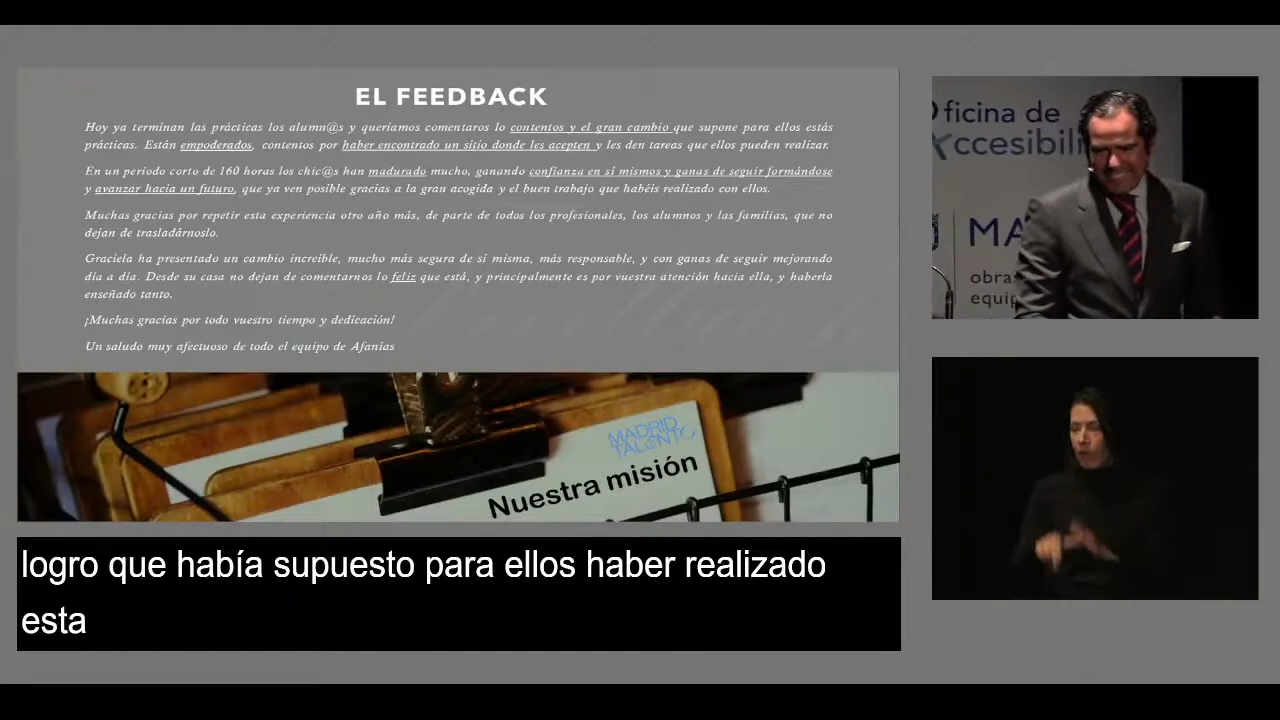 EL FEEDBACK
Hoy ya terminan las prácticas los alumn@s y queríamos comentaros lo contentos y el gran cambio que supone para ellos estás
prácticas. Están empoderados, contentos por haber encontrado un sitio donde les acepten y les den tareas que ellos pueden realizar.
En un periodo corto de 160 horas los chic@s han madurado mucho, ganando confianza en sí mismos y ganas de seguir formándose
y avanzar hacia un futuro, que ya ven posible gracias a la gran acogida y el buen trabajo que habéis realizado con ellos.
Muchas gracias por repetir esta experiencia otro año más, de parte de todos los profesionales, los alumnos y las familias, que no
dejan de trasladárnoslo.
Graciela ha presentado un cambio increíble, mucho más segura de sí misma, más responsable, y con ganas de seguir mejorando
día a día. Desde su casa no dejan de comentarnos lo feliz que está, y principalmente es por vuestra atención hacia ella, y haberla
enseñado tanto.
¡Muchas gracias por todo vuestro tiempo y dedicación!
Un saludo muy afectuoso de todo el equipo de Afanias
MADRID
TALENTO
Nuestra misión
logro que había supuesto para ellos haber realizado
esta
ficina de
ccesibili
MA
obras
equip